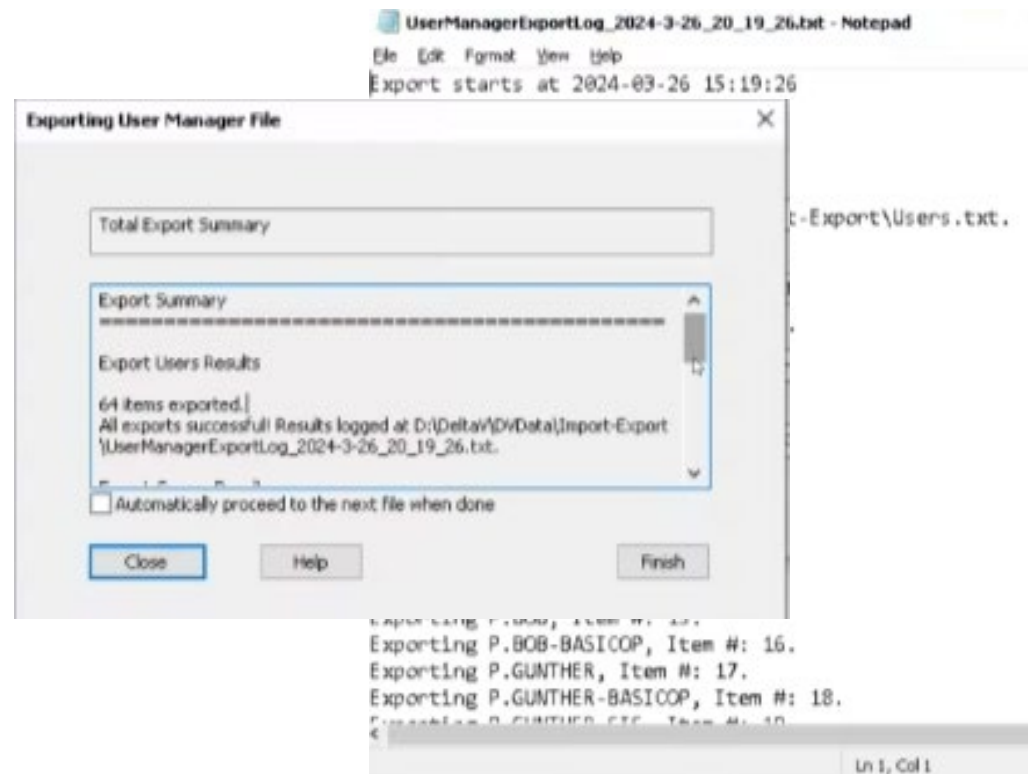 UserManagerExportLog_2024-3-26_20_19_26.txt - Notepad
File Edit Format View Help
Export starts at 2024-03-26 15:19:26
Exporting User Manager File
t-Export\Users.txt.
Total Export Summary
Export Summary
==============================================
Export Users Results
64 items exported.
All exports successful! Results logged at D:\DeltaV\DVData\Import-Export
\UserManagerExportLog_2024-3-26_20_19_26.txt.
Automatically proceed to the next file when done
Close Help Finish
Exporting P.BOB, Item #: 15.
Exporting P.BOB-BASICOP, Item #: 16.
Exporting P.GUNTHER, Item #: 17.
Exporting P.GUNTHER-BASICOP, Item #: 18.
Ln 1, Col 1